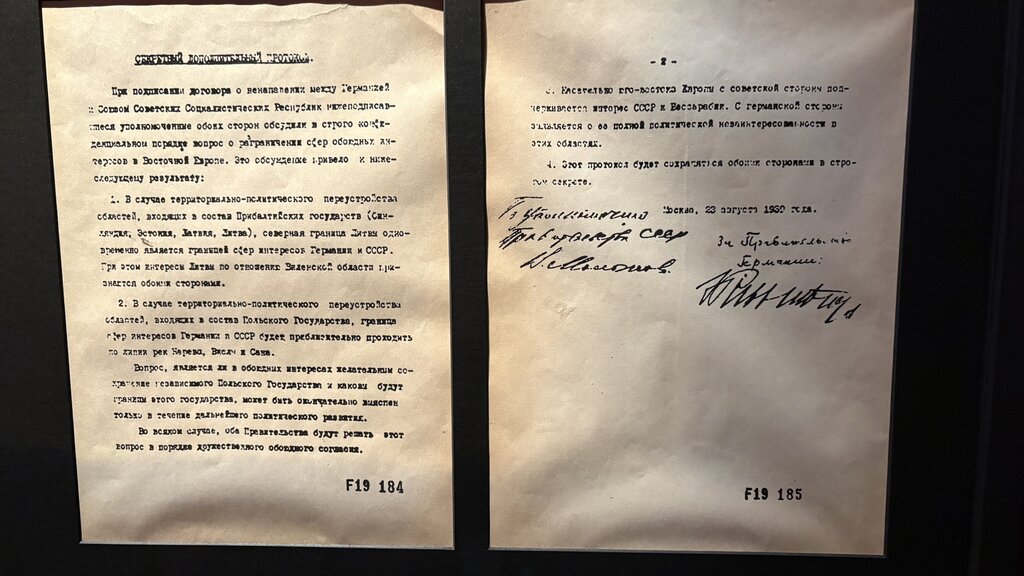 СЕКРЕТНЫЙ ДОПОЛНИТЕЛЬНЫЙ ПРОТОКОЛ.
При подписании договора о ненападении между Германией
и Союзом Советских Социалистических Республик нижеподписав-
шиеся уполномоченные обоих сторон обсудили в строго конфи-
денциальном порядке вопрос о разграничении сфер обоюдных ин-
тересов в Восточной Европе. Это обсуждение привело к ниже-
следующему результату:
1. В случае территориально-политического переустройства
областей, входящих в состав Прибалтийских государств (Фин-
ляндия, Эстония, Латвия, Литва), северная граница Литвы одно-
временно является границей сфер интересов Германии и СССР.
При этом интересы Литвы по отношению Виленской области при-
знаются обоими сторонами.
2. В случае территориально-политического переустройства
областей, входящих в состав Польского Государства, граница
сфер интересов Германии и СССР будет приблизительно проходить
по линии рек Нарева, Вислы и Сана.
Вопрос, является ли в обоюдных интересах желательным со-
хранение независимого Польского Государства и каковы будут
границы этого государства, может быть окончательно выяснен
только в течение дальнейшего политического развития.
Во всяком случае, оба Правительства будут решать этот
вопрос в порядке дружественного обоюдного согласия.
F19 184
- 2 -
3. Касательно юго-востока Европы с советской стороны под-
черкивается интерес СССР к Бессарабии. С германской стороны
заявляется о ее полной политической незаинтересованности в
этих областях.
4. Этот протокол будет сохраняться обоими сторонами в стро-
гом секрете.
Москва, 23 августа 1939 года.
По уполномочию
Правительства СССР
В. Молотов
За Правительство
Германии:
F19 185